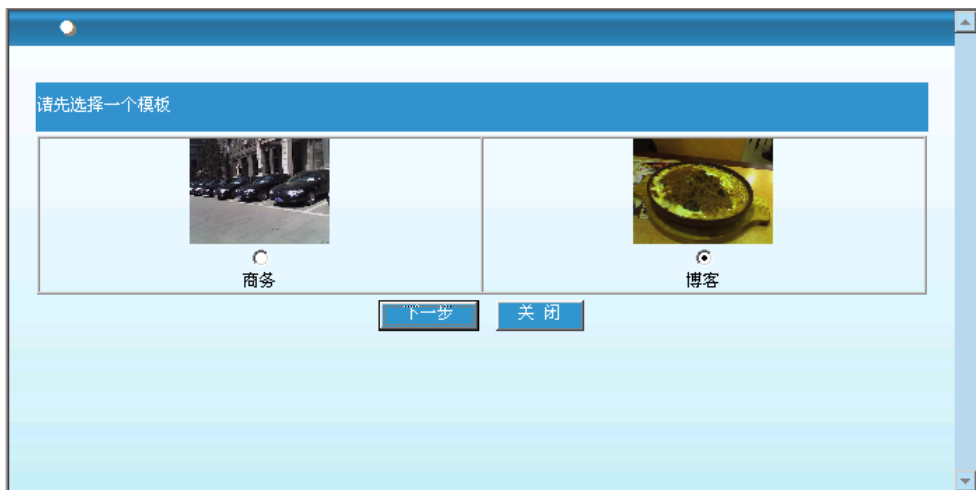 请先选择一个模板
商务
博客
下一步
关 闭